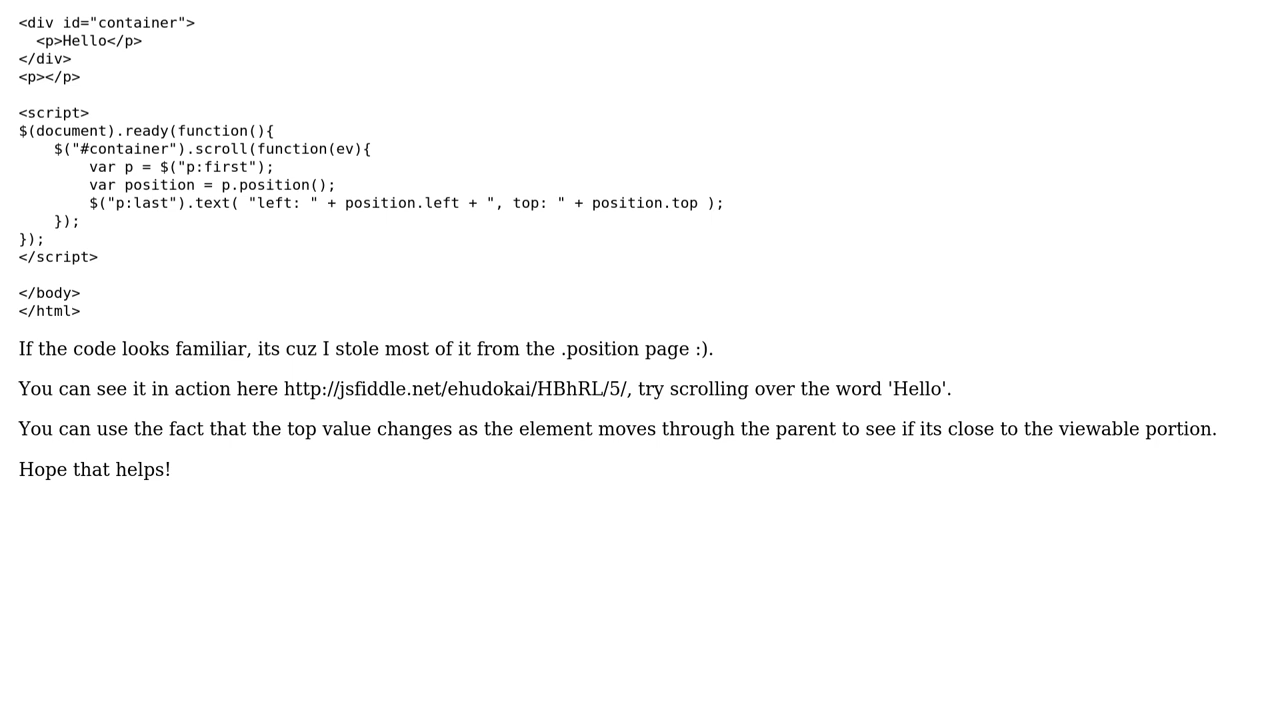 <div id="container">
  <p>Hello</p>
</div>
<p></p>

<script>
$(document).ready(function(){
    $("#container").scroll(function(ev){
        var p = $("p:first");
        var position = p.position();
        $("p:last").text( "left: " + position.left + ", top: " + position.top );
    });
});
</script>

</body>
</html>
If the code looks familiar, its cuz I stole most of it from the .position page :).
You can see it in action here http://jsfiddle.net/ehudokai/HBhRL/5/, try scrolling over the word 'Hello'.
You can use the fact that the top value changes as the element moves through the parent to see if its close to the viewable portion.
Hope that helps!